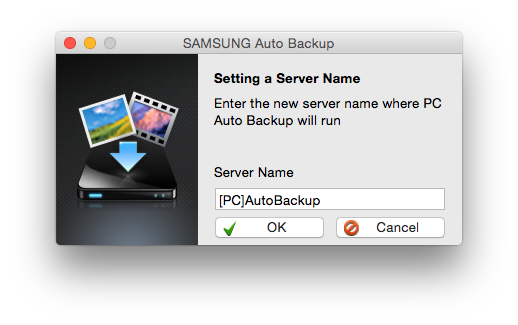 SAMSUNG Auto Backup
Setting a Server Name
Enter the new server name where PC
Auto Backup will run
Server Name
[PC]AutoBackup
OK
Cancel